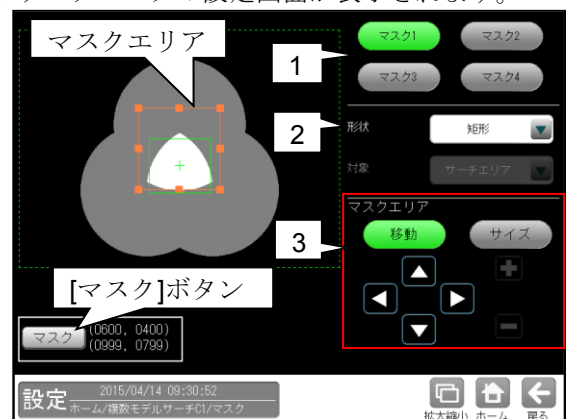 サーチエリアの設定画面が表示されます。
マスクエリア
1
マスク1
マスク2
マスク3
マスク4
2
形状
矩形
対象
サーチエリア
3
マスクエリア
移動
サイズ
[マスク]ボタン
マスク
(0600, 0400)
(0999, 0799)
設定
2015/04/14 09:30:52
ホーム/複数モデルサーチC1/マスク
拡大縮小
ホーム
戻る